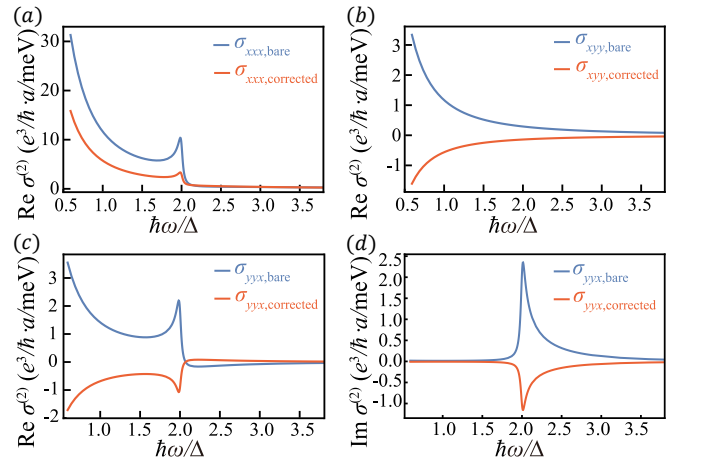 (a)
Re σ⁽²⁾ (e³/ħ·a/meV)
30
20
10
0
σxxx,bare
σxxx,corrected
0.5 1.0 1.5 2.0 2.5 3.0 3.5
ħω/Δ
(b)
Re σ⁽²⁾ (e³/ħ·a/meV)
3
2
1
0
-1
σxyy,bare
σxyy,corrected
0.5 1.0 1.5 2.0 2.5 3.0 3.5
ħω/Δ
(c)
Re σ⁽²⁾ (e³/ħ·a/meV)
3
2
1
0
-1
-2
σyyx,bare
σyyx,corrected
1.0 1.5 2.0 2.5 3.0 3.5
ħω/Δ
(d)
Im σ⁽²⁾ (e³/ħ·a/meV)
2.5
2.0
1.5
1.0
0.5
0.0
-0.5
-1.0
σyyx,bare
σyyx,corrected
0.5 1.0 1.5 2.0 2.5 3.0 3.5
ħω/Δ